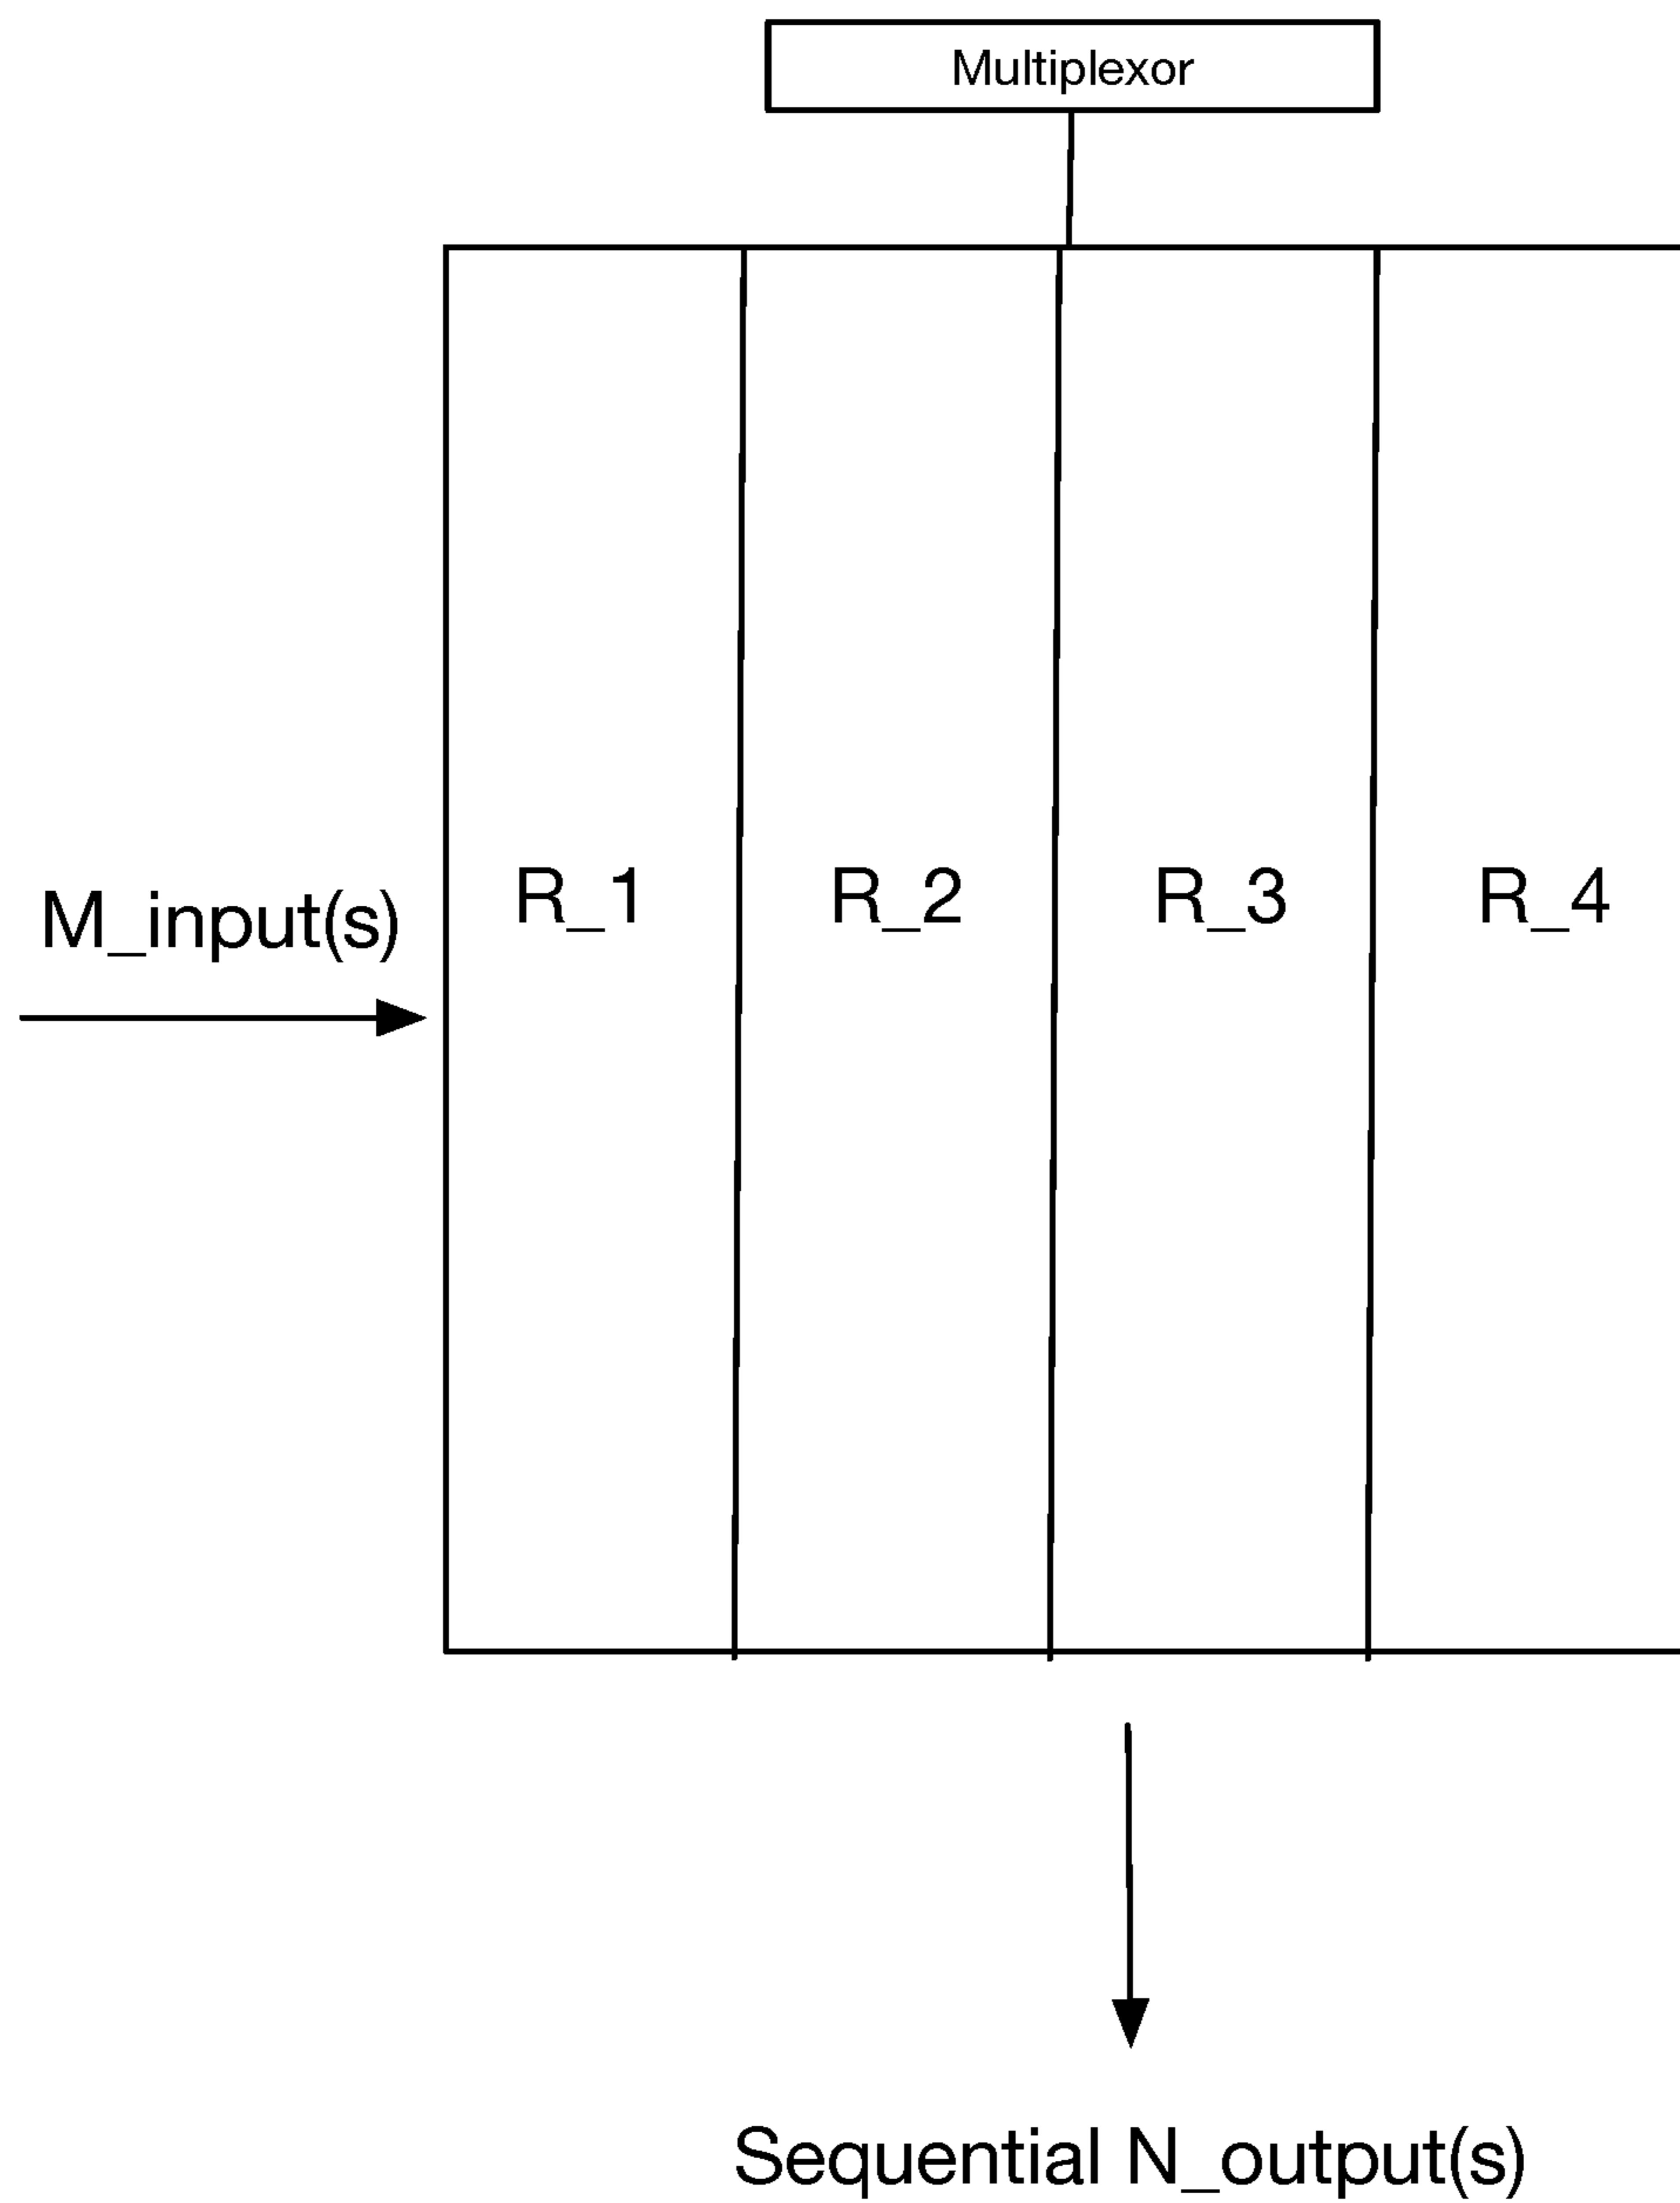 Multiplexor
M_input(s)
R_1
R_2
R_3
R_4
Sequential N_output(s)